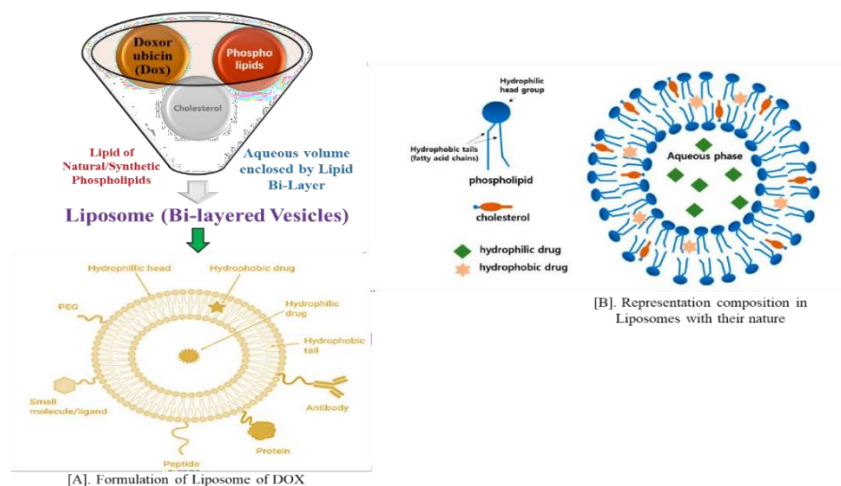 Doxor
ubicin
(Dox)
Phospho
lipids
Cholesterol
Lipid of
Natural/Synthetic
Phospholipids
Aqueous volume
enclosed by Lipid
Bi-Layer
Liposome (Bi-layered Vesicles)
Hydrophillic head
Hydrophobic drug
PEG
Hydrophilic
drug
Hydrophobic
tail
Small
molecule/ligand
Antibody
Protein
Peptide
[A]. Formulation of Liposome of DOX
Hydrophilic
head group
Hydrophobic tails
(fatty acid chains)
phospholipid
cholesterol
hydrophilic drug
hydrophobic drug
Aqueous phase
[B]. Representation composition in
Liposomes with their nature